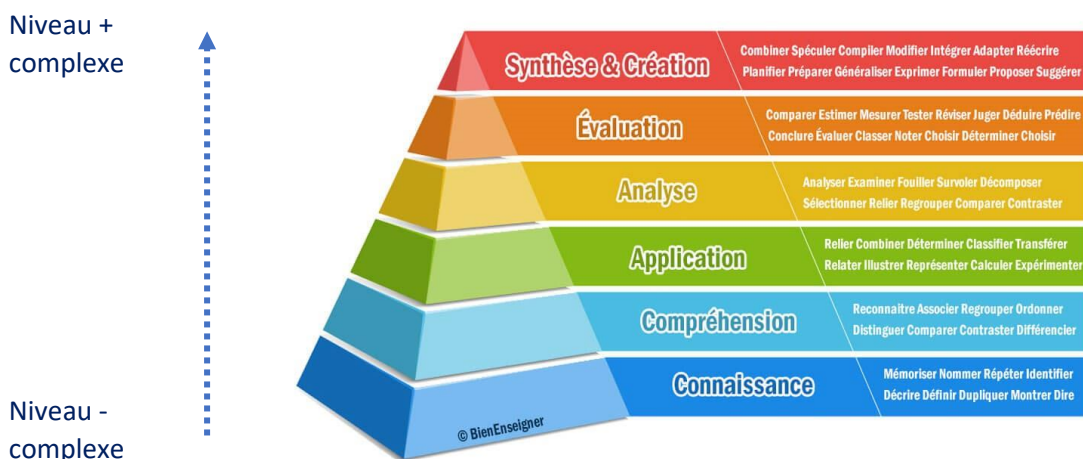 Niveau +
complexe
Synthèse & Création
Combiner Spéculer Compiler Modifier Intégrer Adapter Réécrire
Planifier Préparer Généraliser Exprimer Formuler Proposer Suggérer
Évaluation
Comparer Estimer Mesurer Tester Réviser Juger Déduire Prédire
Conclure Évaluer Classer Noter Choisir Déterminer Choisir
Analyse
Analyser Examiner Fouiller Survoler Décomposer
Sélectionner Relier Regrouper Comparer Contraster
Application
Relier Combiner Déterminer Classifier Transférer
Relater Illustrer Représenter Calculer Expérimenter
Compréhension
Reconnaitre Associer Regrouper Ordonner
Distinguer Comparer Contraster Différencier
Connaissance
Mémoriser Nommer Répéter Identifier
Décrire Définir Dupliquer Montrer Dire
© BienEnseigner
Niveau -
complexe